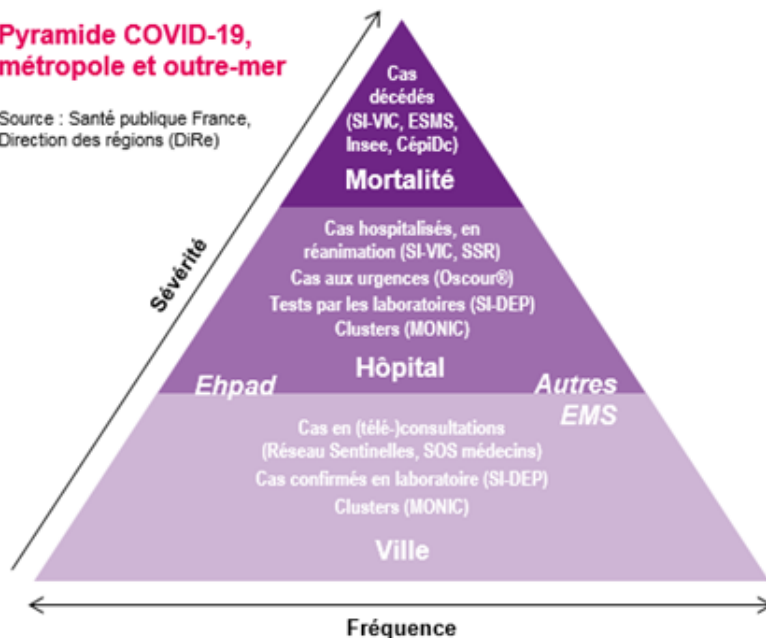 Pyramide COVID-19,
métropole et outre-mer
Source : Santé publique France,
Direction des régions (DiRe)
Cas
décédés
(SI-VIC, ESMS,
Insee, CépiDc)
Mortalité
Sévérité
Cas hospitalisés, en
réanimation (SI-VIC, SSR)
Cas aux urgences (Oscour®)
Tests par les laboratoires (SI-DEP)
Clusters (MONIC)
Hôpital
Ehpad
Autres
EMS
Cas en (télé-)consultations
(Réseau Sentinelles, SOS médecins)
Cas confirmés en laboratoire (SI-DEP)
Clusters (MONIC)
Ville
Fréquence